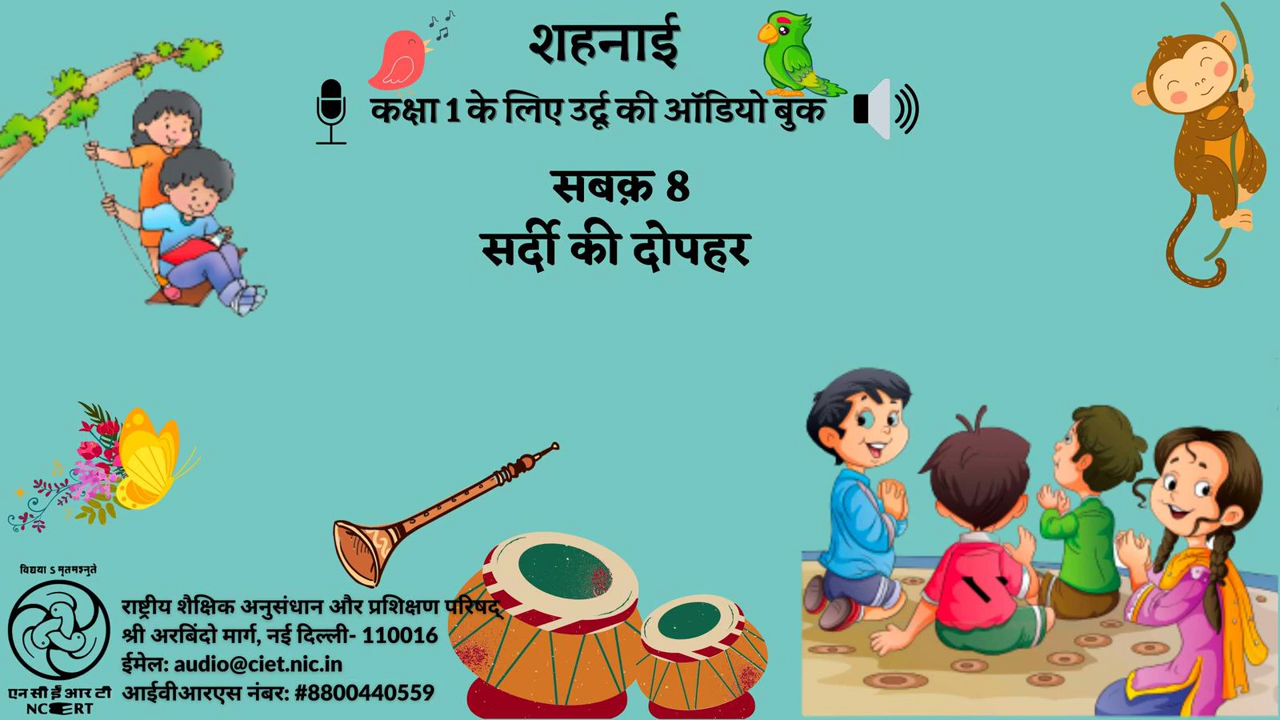 शहनाई
कक्षा 1 के लिए उर्दू की ऑडियो बुक
सबक़ 8
सर्दी की दोपहर
विद्यया ऽ मृतमश्नुते
राष्ट्रीय शैक्षिक अनुसंधान और प्रशिक्षण परिषद्
श्री अरबिंदो मार्ग, नई दिल्ली- 110016
ईमेल: audio@ciet.nic.in
आईवीआरएस नंबर: #8800440559
एन सी ई आर टी
NCERT